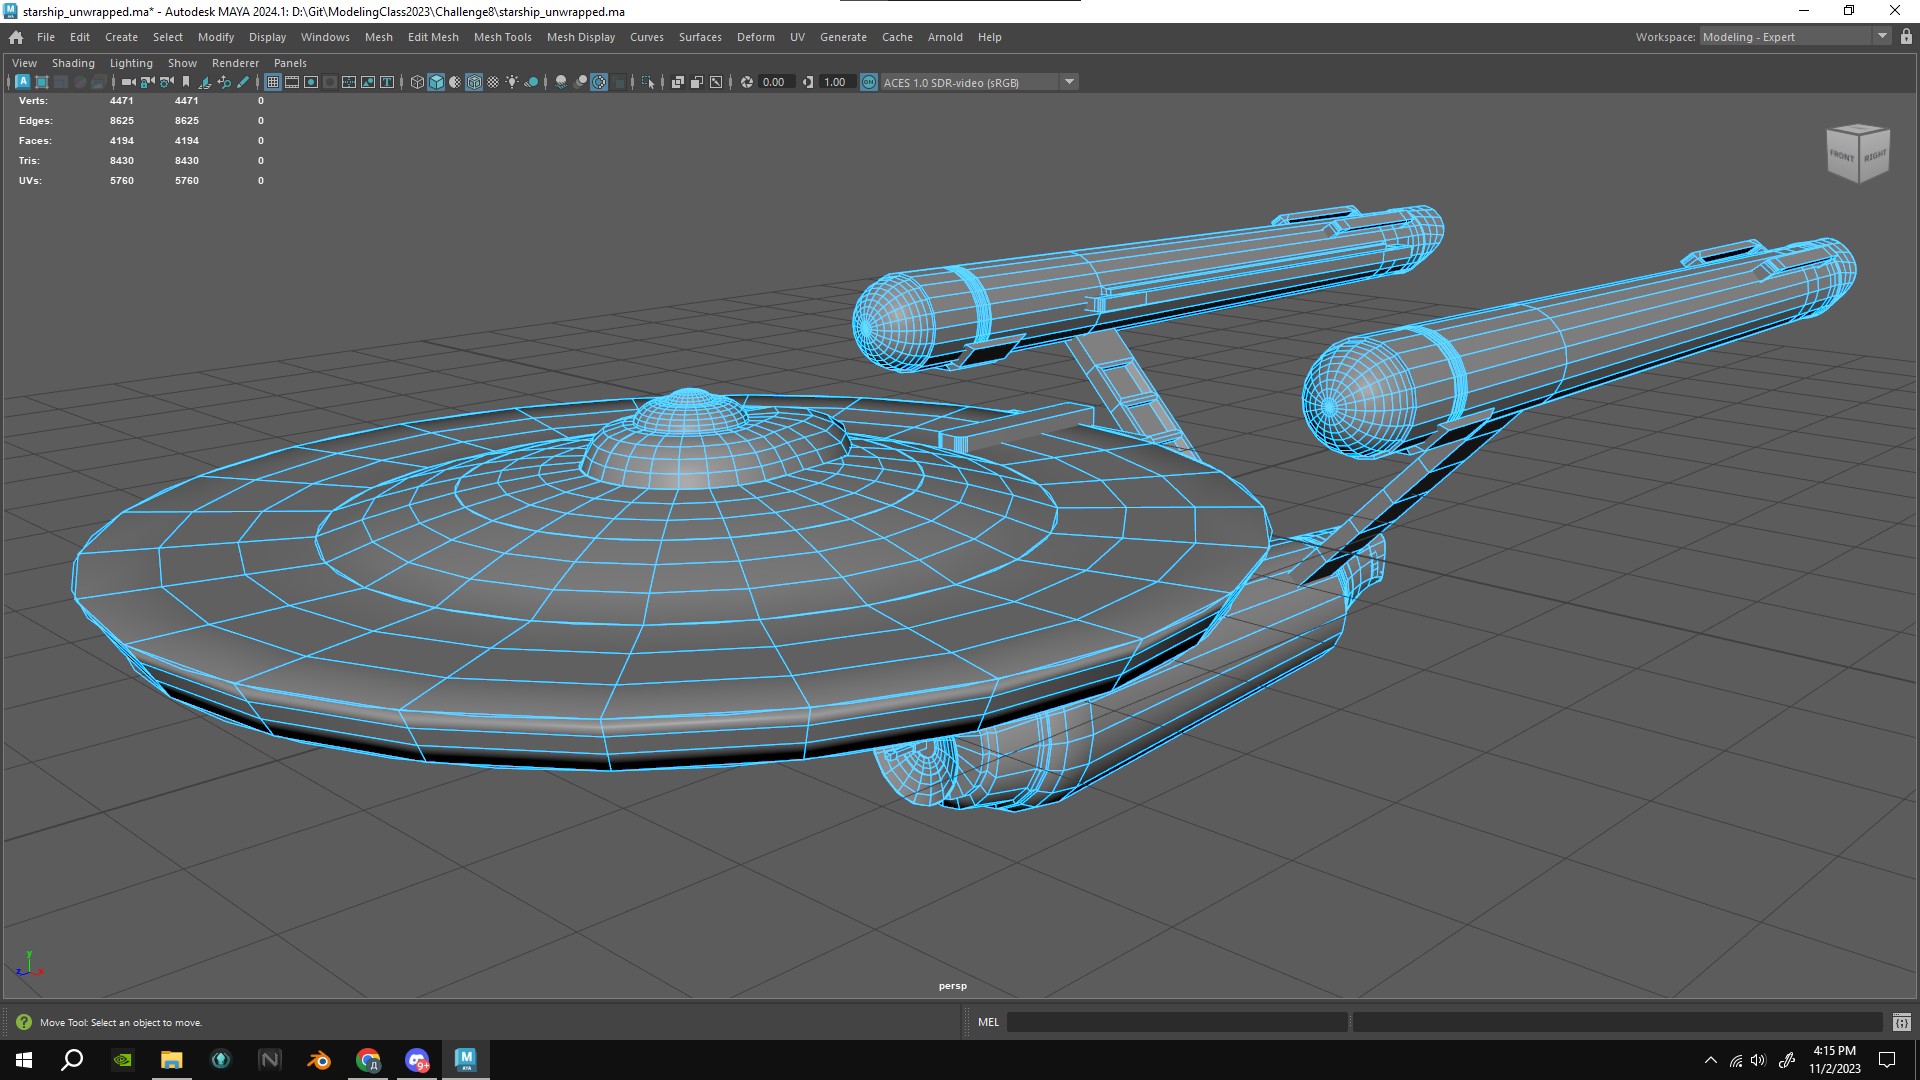 starship_unwrapped.ma* - Autodesk MAYA 2024.1: D:\Git\ModelingClass2023\Challenge8\starship_unwrapped.ma
File Edit Create Select Modify Display Windows Mesh Edit Mesh Mesh Tools Mesh Display Curves Surfaces Deform UV Generate Cache Arnold Help Workspace: Modeling - Expert
View Shading Lighting Show Renderer Panels
0.00 1.00 ACES 1.0 SDR-video (sRGB)
Verts: 4471 4471 0
Edges: 8625 8625 0
Faces: 4194 4194 0
Tris: 8430 8430 0
UVs: 5760 5760 0
FRONT RIGHT
y
z x
persp
Move Tool: Select an object to move. MEL
4:15 PM
11/2/2023